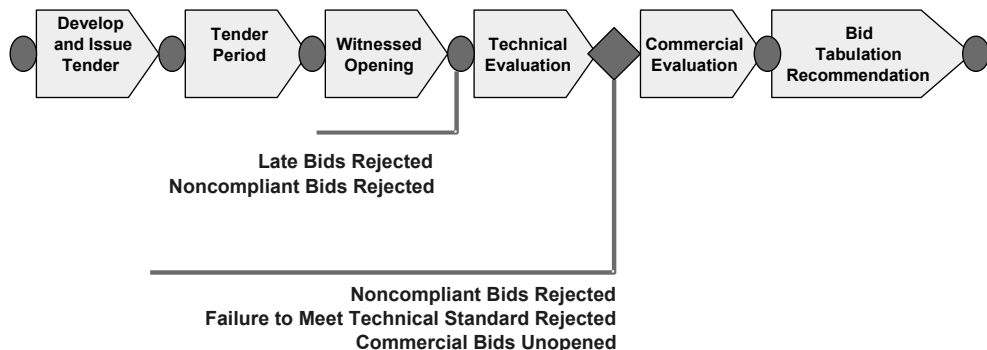 Develop
and Issue
Tender
Tender
Period
Witnessed
Opening
Technical
Evaluation
Commercial
Evaluation
Bid
Tabulation
Recommendation
Late Bids Rejected
Noncompliant Bids Rejected
Noncompliant Bids Rejected
Failure to Meet Technical Standard Rejected
Commercial Bids Unopened